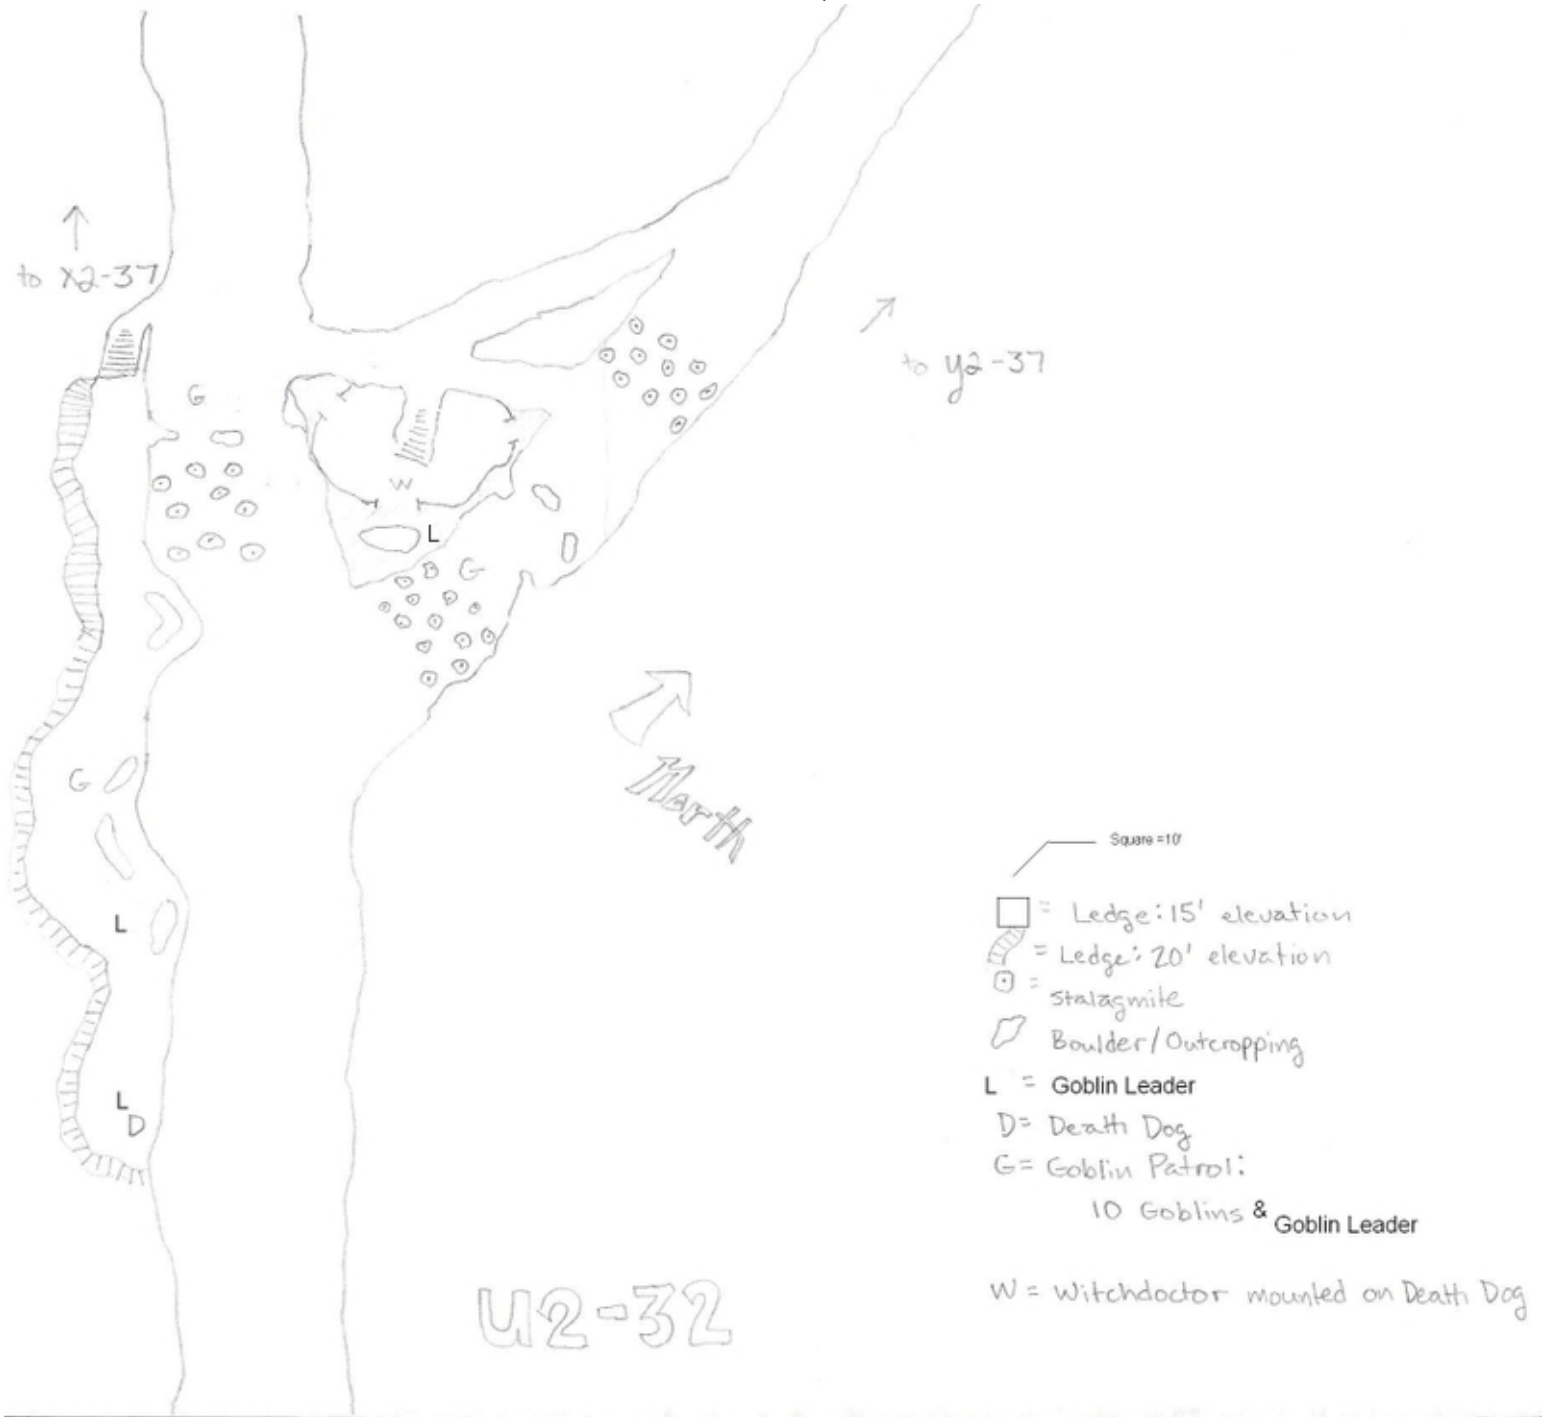 to X2-37
to y2-37
G
W
L
G
D
North
G
L
L
D
Square =10'
= Ledge: 15' elevation
= Ledge: 20' elevation
= stalagmite
Boulder/Outcropping
L = Goblin Leader
D= Death Dog
G= Goblin Patrol:
10 Goblins & Goblin Leader
W = Witchdoctor mounted on Death Dog
U2-32